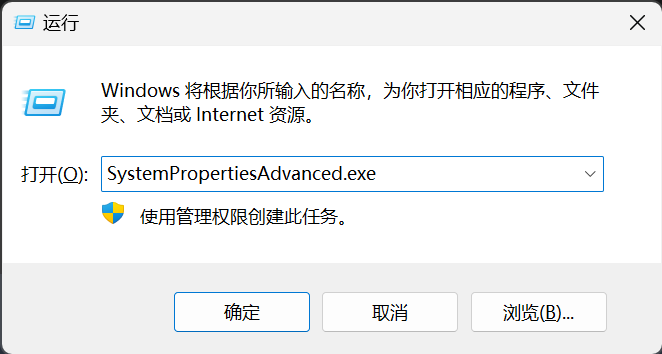 运行
Windows 将根据你所输入的名称，为你打开相应的程序、文件
夹、文档或 Internet 资源。
打开(O): SystemPropertiesAdvanced.exe
使用管理权限创建此任务。
确定 取消 浏览(B)...